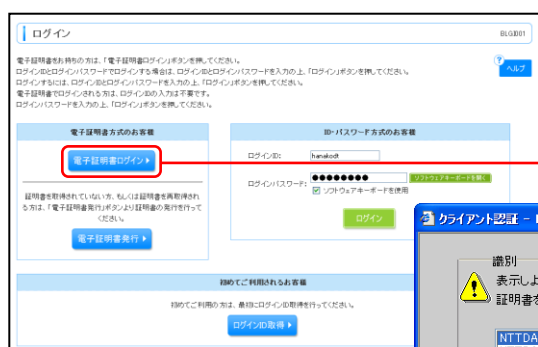 ログイン
BLGI001
電子証明書をお持ちの方は、「電子証明書ログイン」ボタンを押してください。
ログインIDとログインパスワードでログインする場合は、ログインIDとログインパスワードを入力の上、「ログイン」ボタンを押してください。
ログインするには、ログインIDとログインパスワードを入力の上、「ログイン」ボタンを押してください。
電子証明書でログインされる方は、ログインIDの入力は不要です。
ログインパスワードを入力の上、「ログイン」ボタンを押してください。
?
ヘルプ
電子証明書方式のお客様
電子証明書ログイン
証明書を取得されていない方、もしくは証明書を再取得され
る方は、「電子証明書発行」ボタンより証明書の発行を行って
ください。
電子証明書発行
ID・パスワード方式のお客様
ログインID:
hanakodt
ログインパスワード:
●●●●●●●●
ソフトウェアキーボードを開く
ソフトウェアキーボードを使用
ログイン
初めてご利用されるお客様
初めてご利用の方は、最初にログインID取得を行ってください。
ログインID取得
クライアント認証 -
識別
表示しよ
証明書を
NTTDA